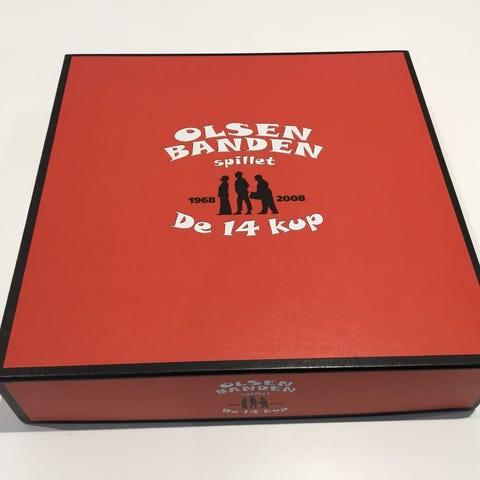 OLSEN
BANDEN
spillet
1968 2008
De 14 kup
OLSEN
BANDEN
spillet
De 14 kup